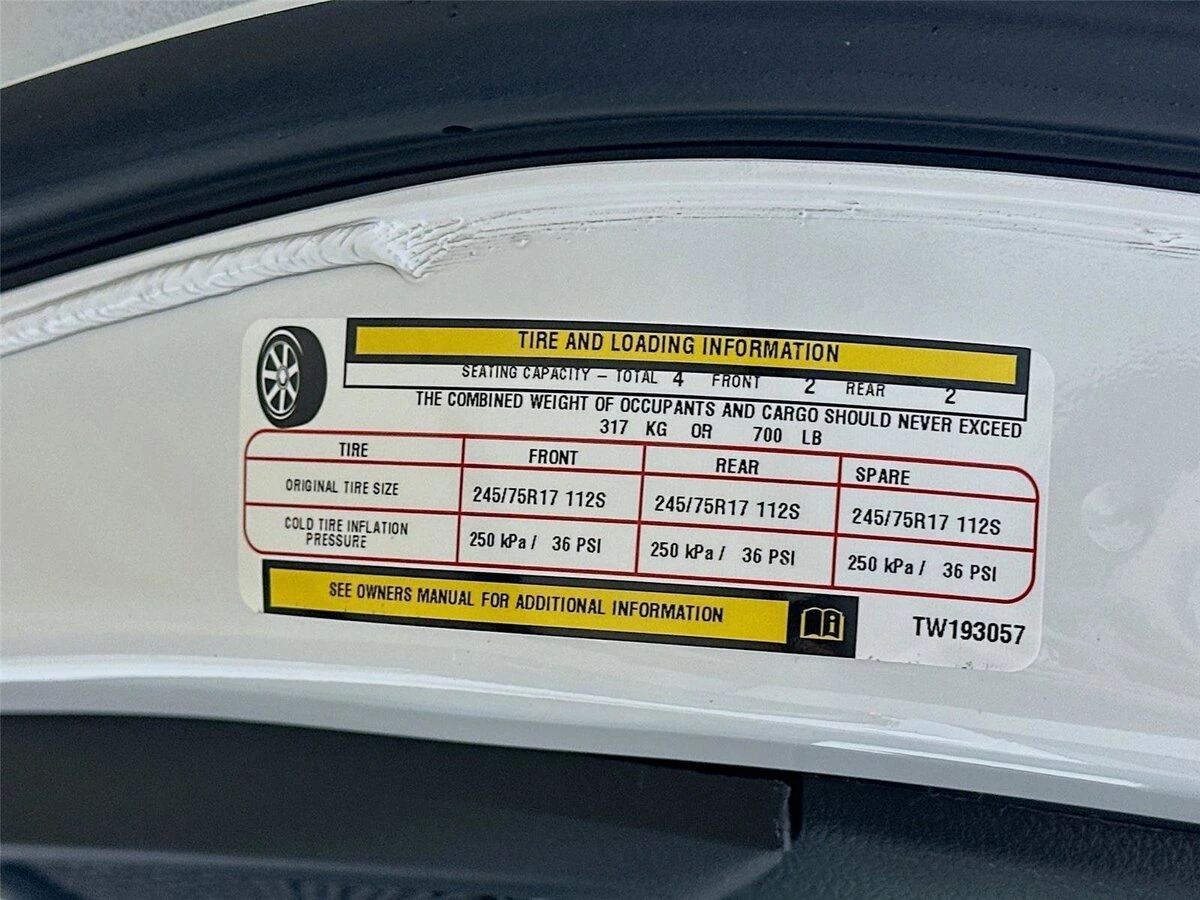 TIRE AND LOADING INFORMATION
SEATING CAPACITY – TOTAL 4 FRONT 2 REAR 2
THE COMBINED WEIGHT OF OCCUPANTS AND CARGO SHOULD NEVER EXCEED
317 KG OR 700 LB
TIRE FRONT REAR SPARE
ORIGINAL TIRE SIZE 245/75R17 112S 245/75R17 112S 245/75R17 112S
COLD TIRE INFLATION
PRESSURE 250 kPa / 36 PSI 250 kPa / 36 PSI 250 kPa / 36 PSI
SEE OWNERS MANUAL FOR ADDITIONAL INFORMATION
TW193057